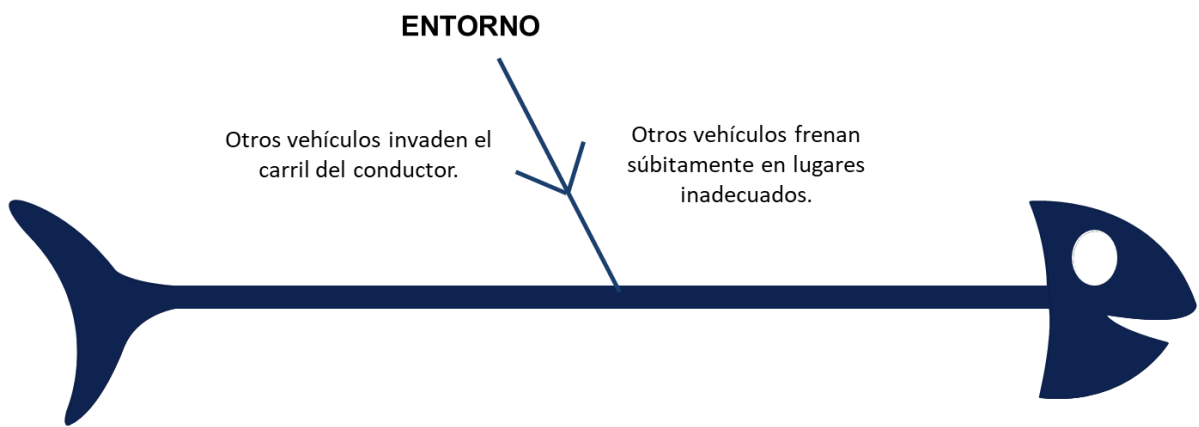 ENTORNO
Otros vehículos invaden el
carril del conductor.
Otros vehículos frenan
súbitamente en lugares
inadecuados.